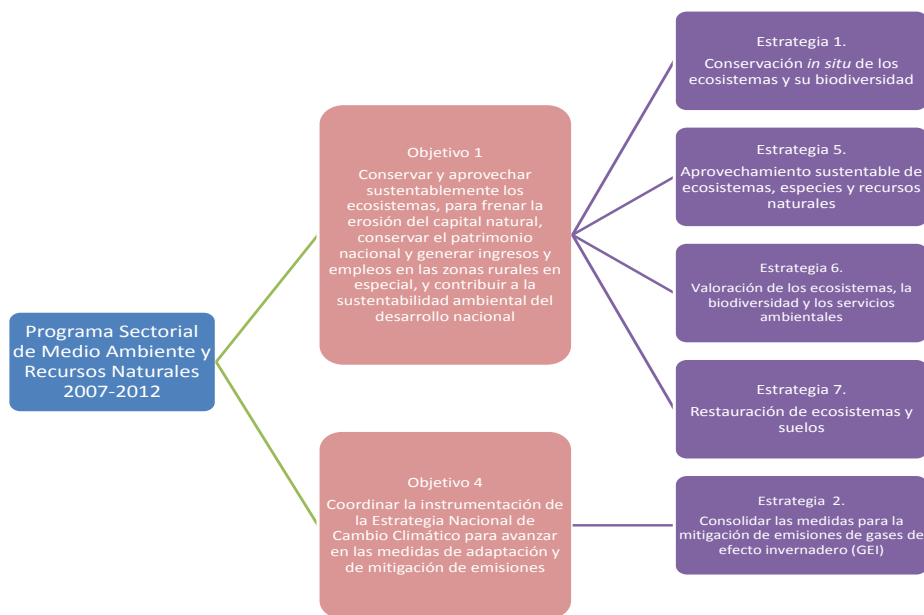 Programa Sectorial
de Medio Ambiente y
Recursos Naturales
2007-2012
Objetivo 1
Conservar y aprovechar
sustentablemente los
ecosistemas, para frenar la
erosión del capital natural,
conservar el patrimonio
nacional y generar ingresos y
empleos en las zonas rurales en
especial, y contribuir a la
sustentabilidad ambiental del
desarrollo nacional
Estrategia 1.
Conservación in situ de los
ecosistemas y su biodiversidad
Estrategia 5.
Aprovechamiento sustentable de
ecosistemas, especies y recursos
naturales
Estrategia 6.
Valoración de los ecosistemas, la
biodiversidad y los servicios
ambientales
Estrategia 7.
Restauración de ecosistemas y
suelos
Objetivo 4
Coordinar la instrumentación de
la Estrategia Nacional de
Cambio Climático para avanzar
en las medidas de adaptación y
de mitigación de emisiones
Estrategia 2.
Consolidar las medidas para la
mitigación de emisiones de gases de
efecto invernadero (GEI)